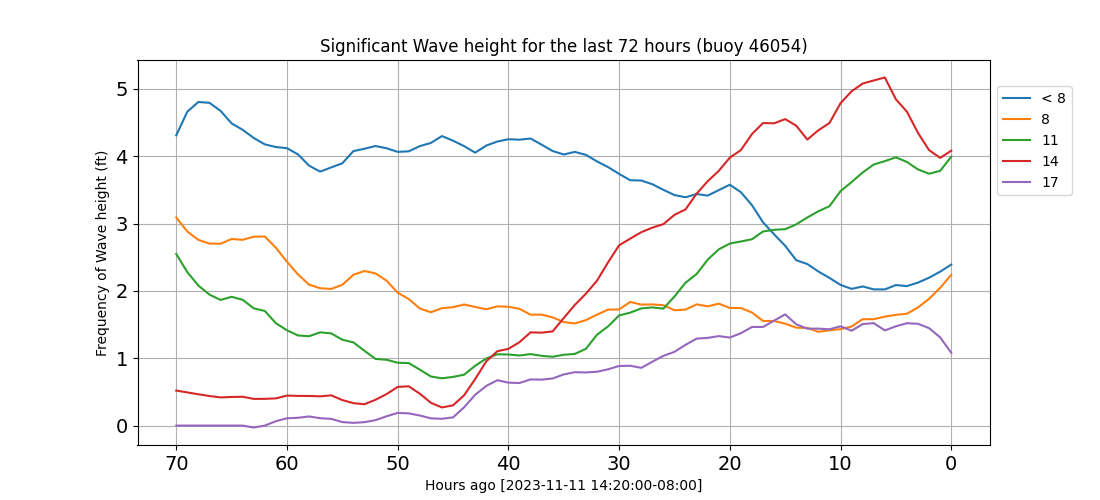 Significant Wave height for the last 72 hours (buoy 46054)
Frequency of Wave height (ft)
5
4
3
2
1
0
70 60 50 40 30 20 10 0
Hours ago [2023-11-11 14:20:00-08:00]
< 8
8
11
14
17